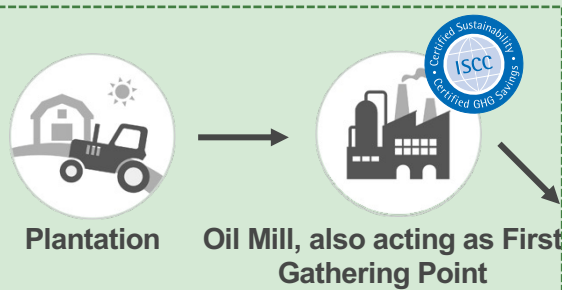 Certified Sustainability
ISCC
Certified GHG Savings
Plantation
Oil Mill, also acting as First
Gathering Point